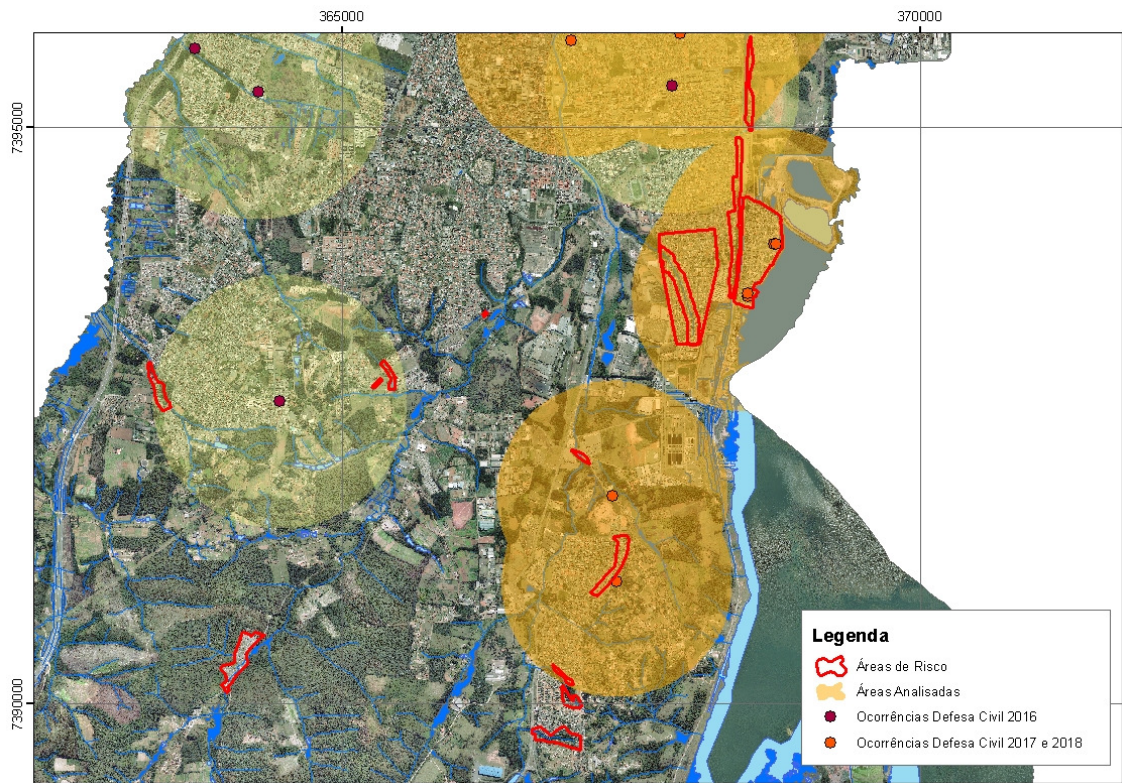 365000
370000
7395000
7390000
Legenda
Áreas de Risco
Áreas Analisadas
Ocorrências Defesa Civil 2016
Ocorrências Defesa Civil 2017 e 2018